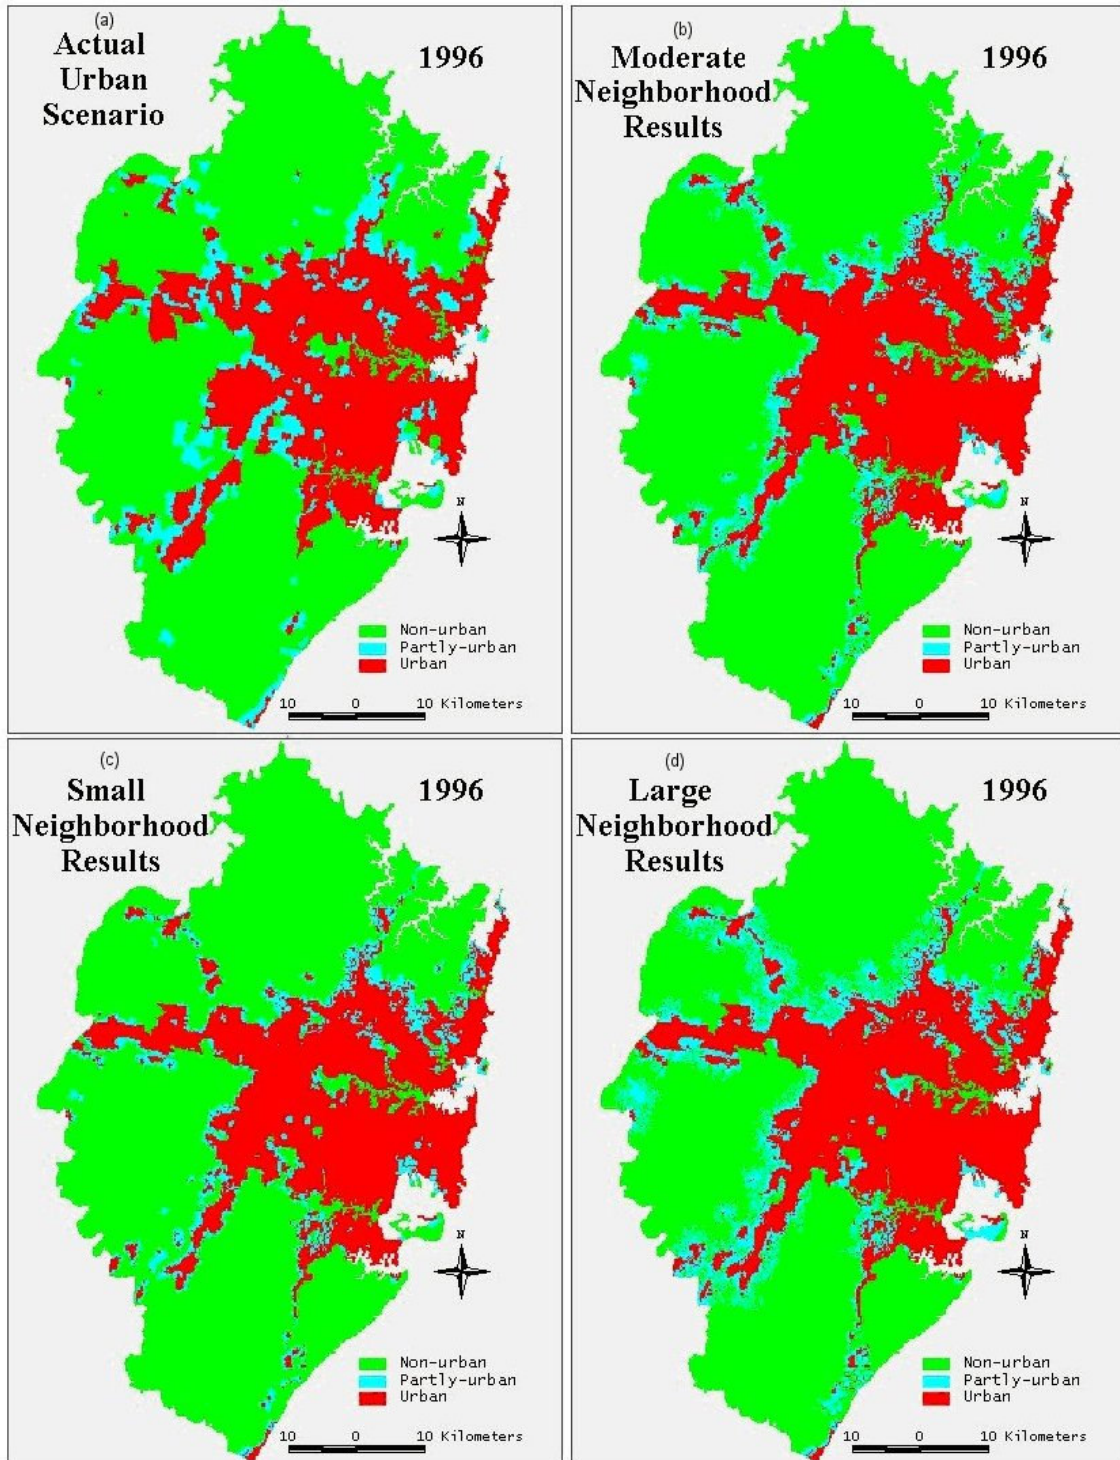 (a)
Actual
Urban
Scenario
1996
N
Non-urban
Partly-urban
Urban
10 0 10 Kilometers
(b)
Moderate
Neighborhood
Results
1996
N
Non-urban
Partly-urban
Urban
10 0 10 Kilometers
(c)
Small
Neighborhood
Results
1996
N
Non-urban
Partly-urban
Urban
10 0 10 Kilometers
(d)
Large
Neighborhood
Results
1996
N
Non-urban
Partly-urban
Urban
10 0 10 Kilometers